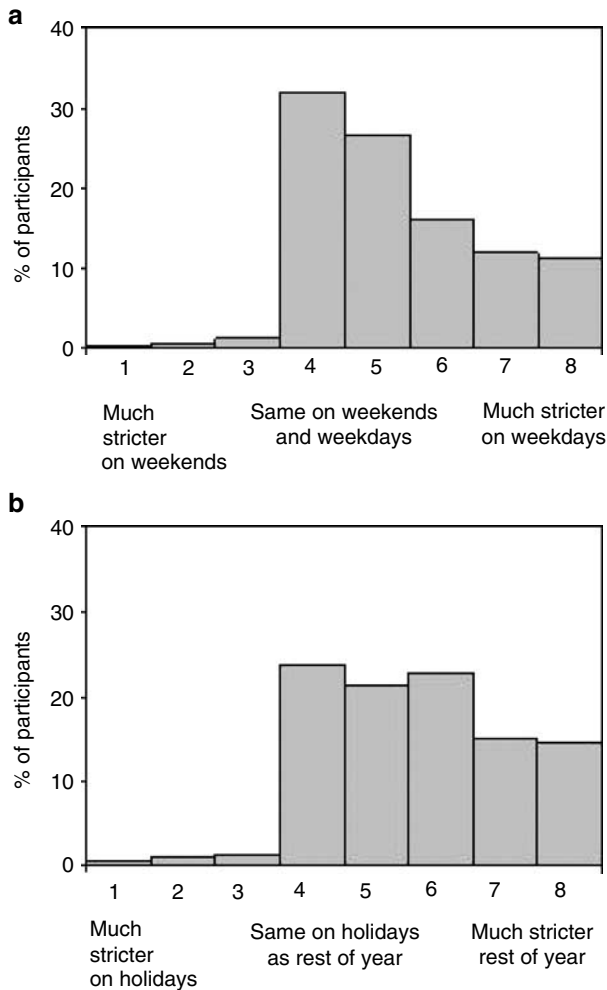 a
40
30
20
10
0
% of participants
1 2 3 4 5 6 7 8
Much
stricter
on weekends
Same on weekends
and weekdays
Much stricter
on weekdays
b
40
30
20
10
0
% of participants
1 2 3 4 5 6 7 8
Much
stricter
on holidays
Same on holidays
as rest of year
Much stricter
rest of year